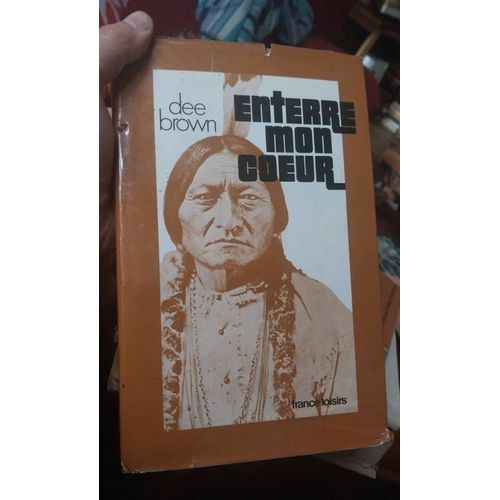 dee
brown
enterre
mon
coeur
france loisirs